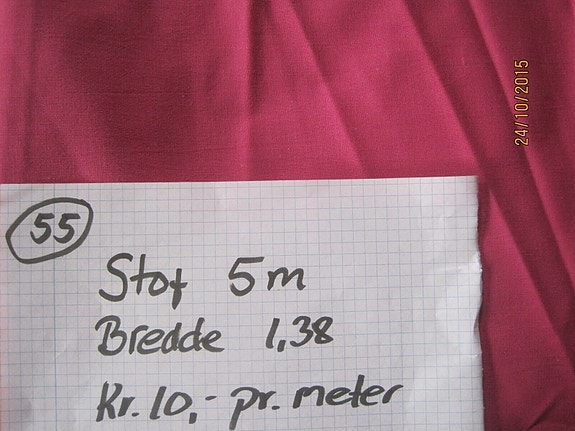 24/10/2015
55
Stof 5m
Bredde 1,38
Kr. 10,- pr. meter